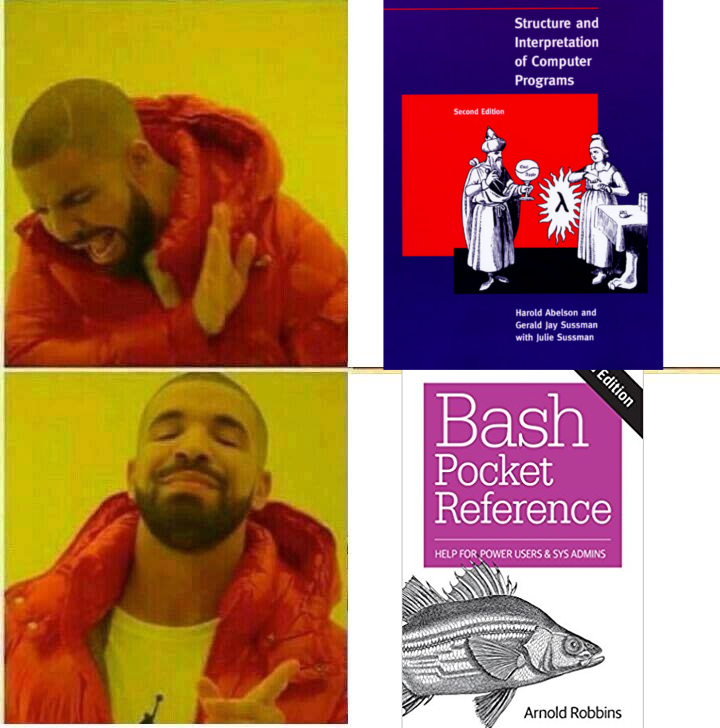 Structure and
Interpretation
of Computer
Programs
Second Edition
λ
Harold Abelson and
Gerald Jay Sussman
with Julie Sussman
Edition
Bash
Pocket
Reference
HELP FOR POWER USERS & SYS ADMINS
Arnold Robbins